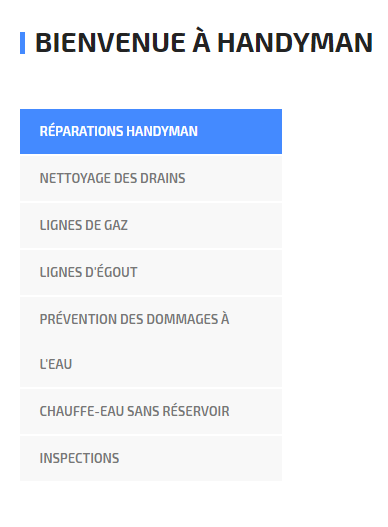 BIENVENUE À HANDYMAN
RÉPARATIONS HANDYMAN
NETTOYAGE DES DRAINS
LIGNES DE GAZ
LIGNES D'ÉGOUT
PRÉVENTION DES DOMMAGES À
L'EAU
CHAUFFE-EAU SANS RÉSERVOIR
INSPECTIONS